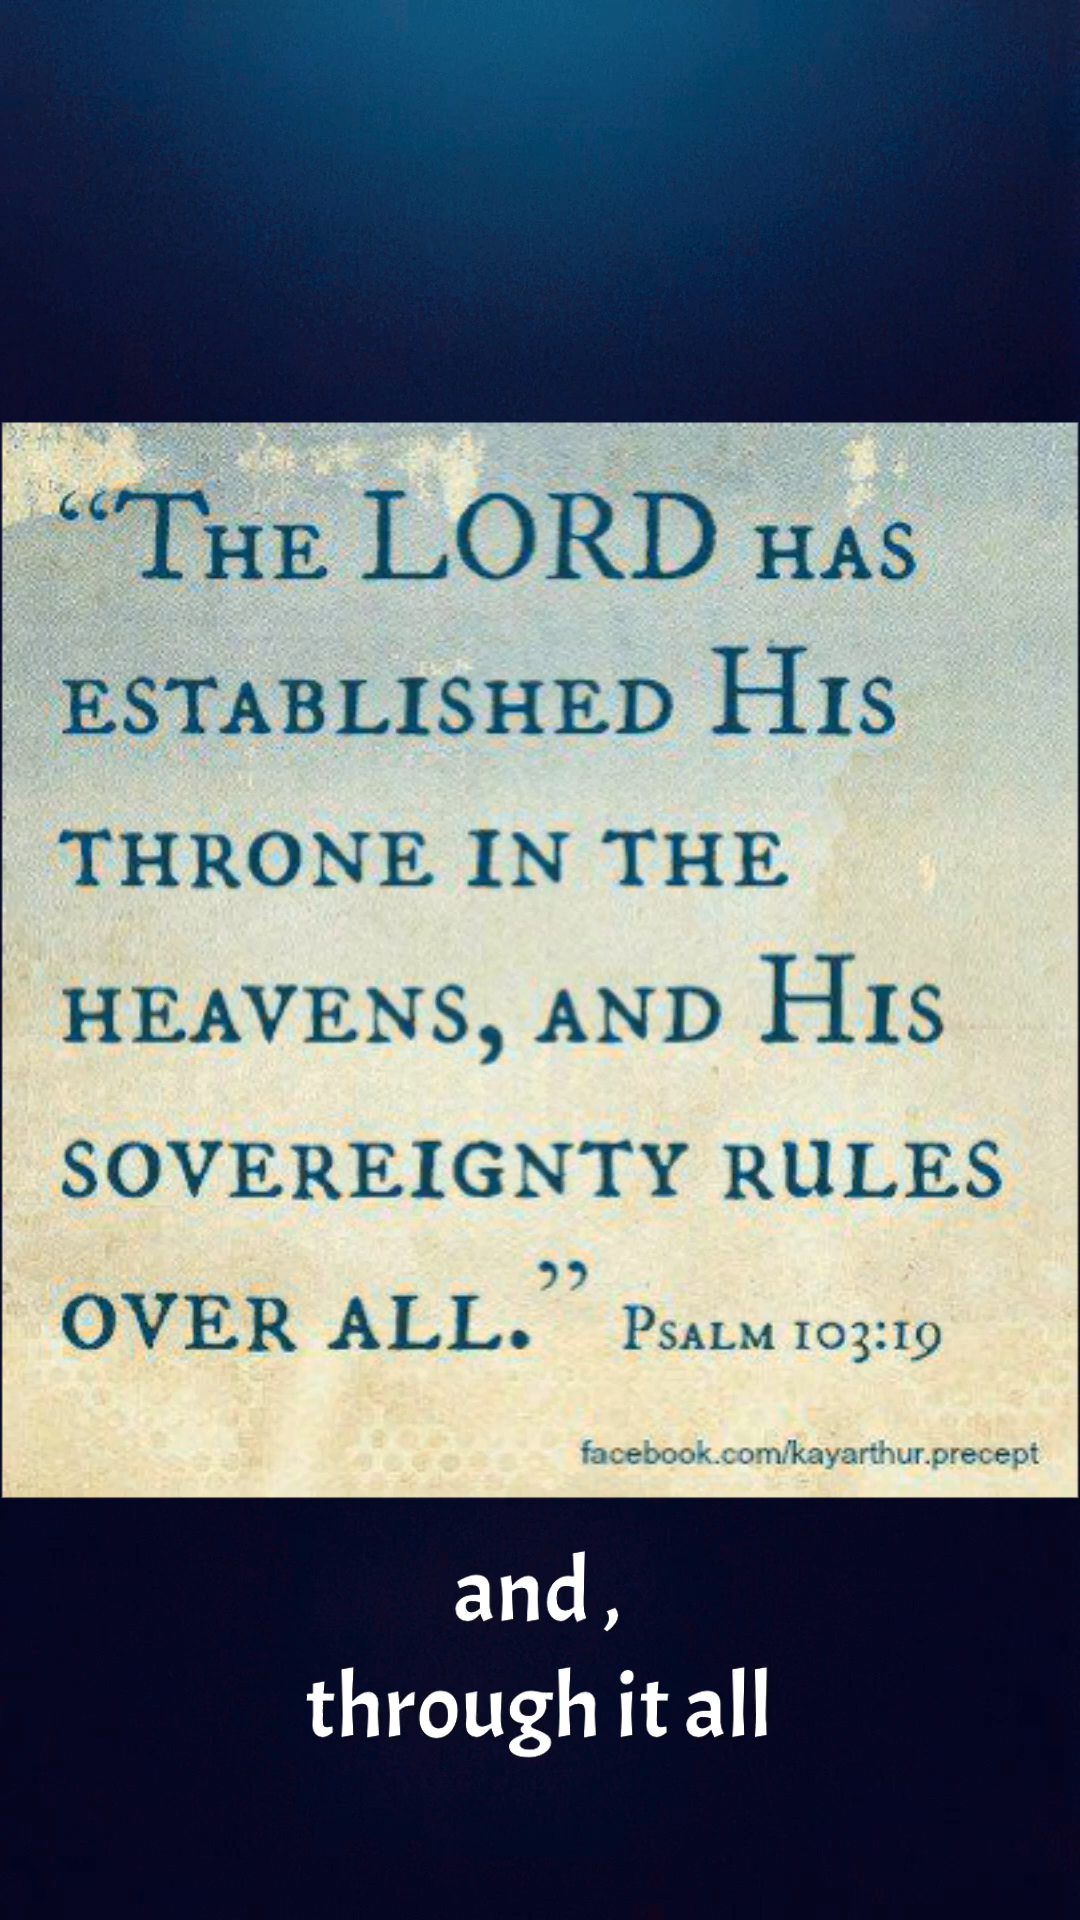 “The LORD has
established His
throne in the
heavens, and His
sovereignty rules
over all.” Psalm 103:19
facebook.com/kayarthur.precept
and ,
through it all